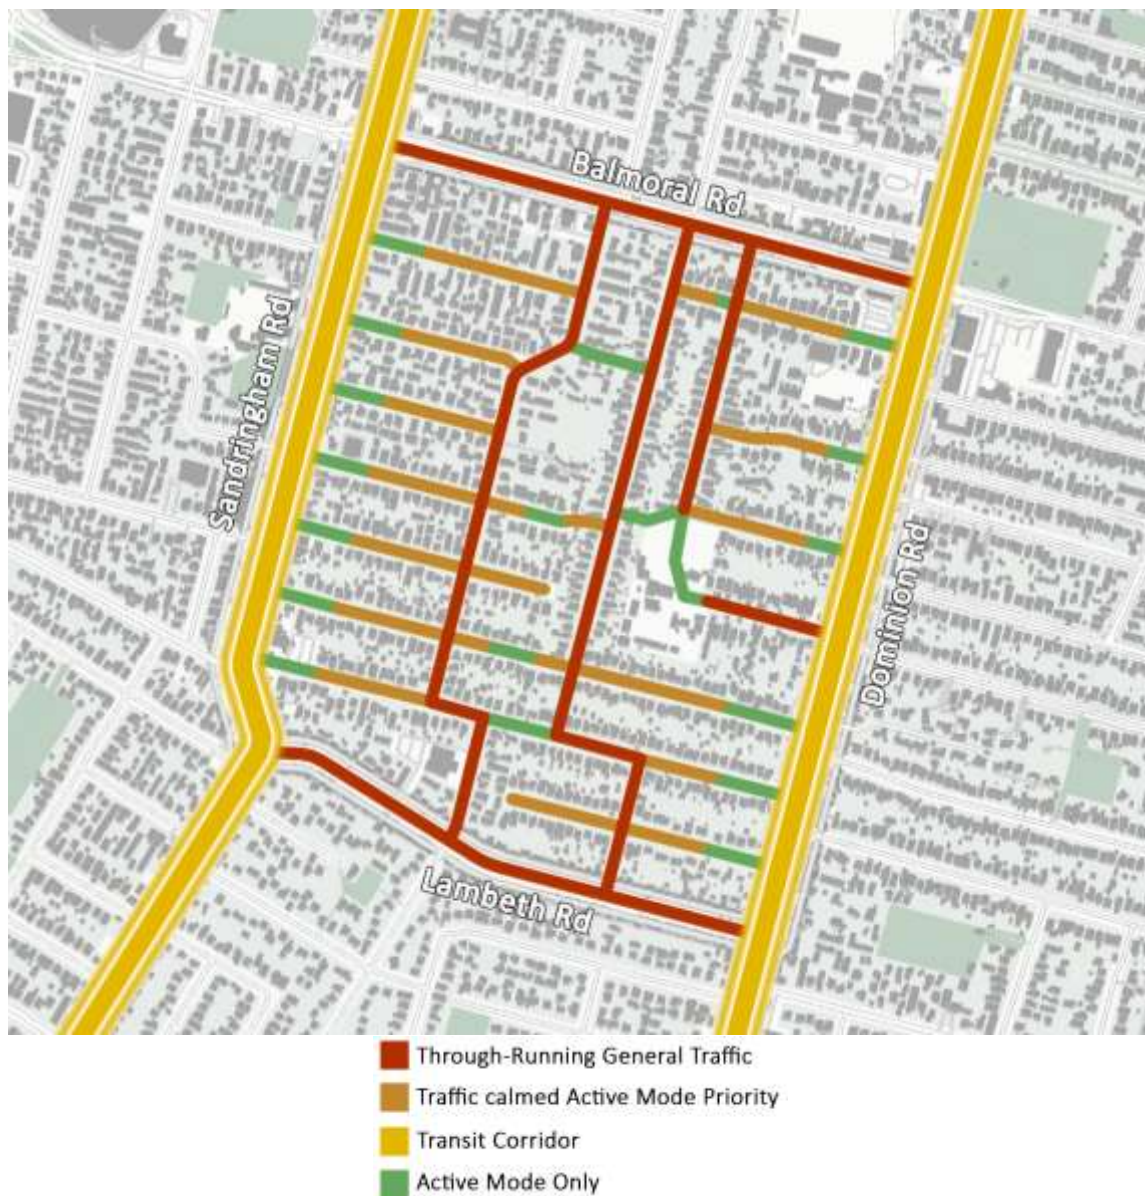 Balmoral Rd
Sandringham Rd
Dominion Rd
Lambeth Rd
Through-Running General Traffic
Traffic calmed Active Mode Priority
Transit Corridor
Active Mode Only